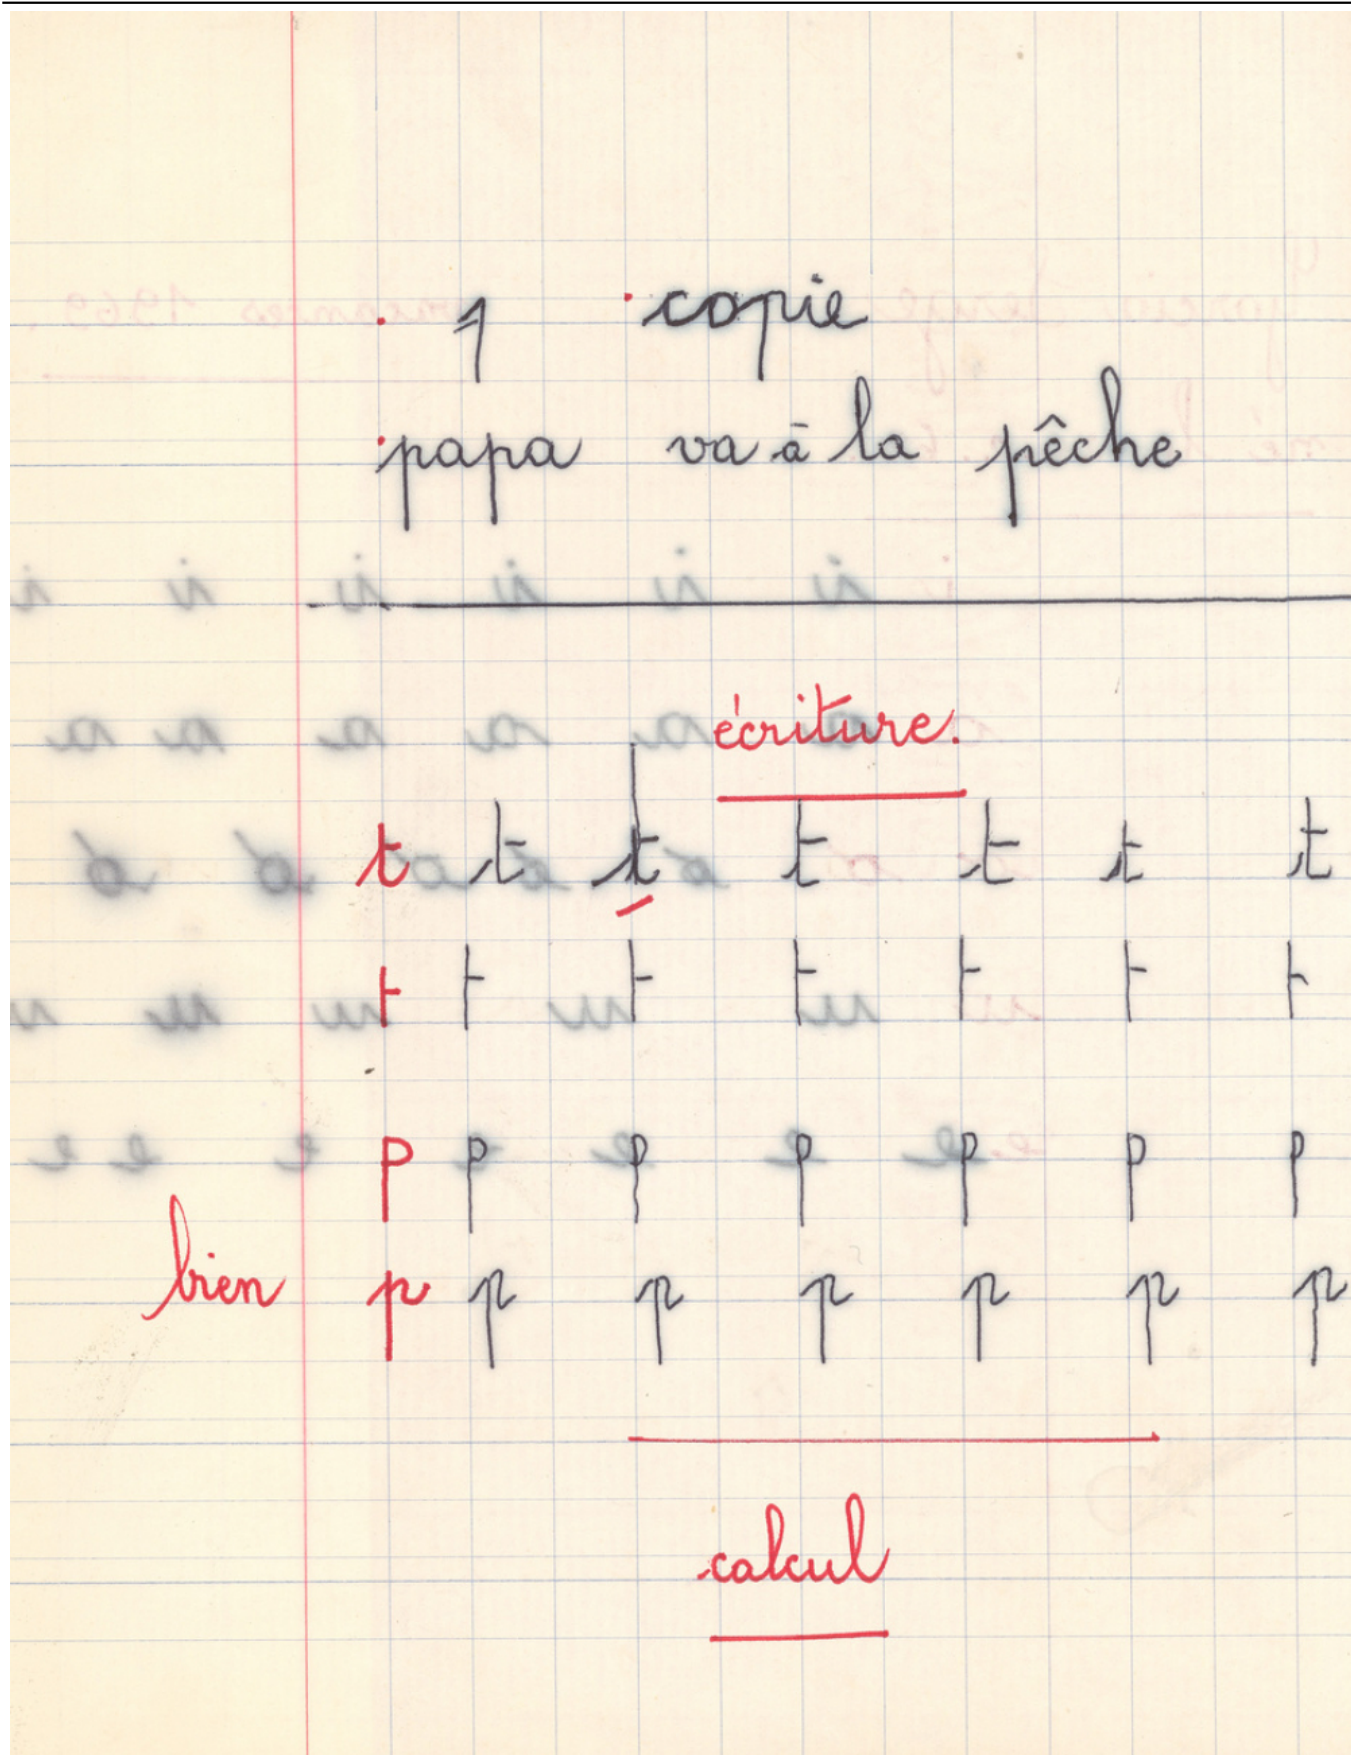 1 copie
papa va à la pêche
écriture.
t t t t t t t
t t t t t t t
p p p p p p p
bien p p p p p p p
calcul